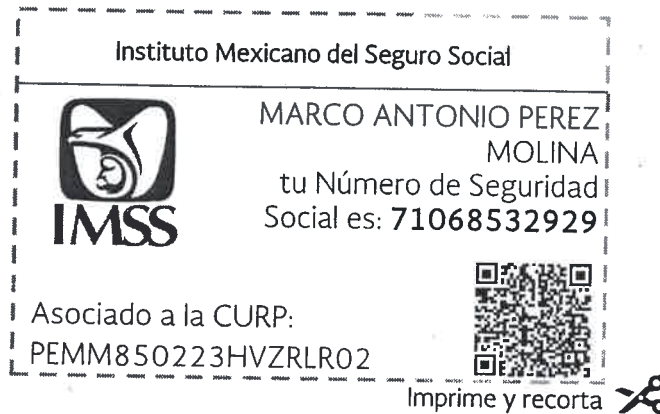 Instituto Mexicano del Seguro Social
MARCO ANTONIO PEREZ
MOLINA
tu Número de Seguridad
Social es: 71068532929
IMSS
Asociado a la CURP:
PEMM850223HVZRLR02
Imprime y recorta